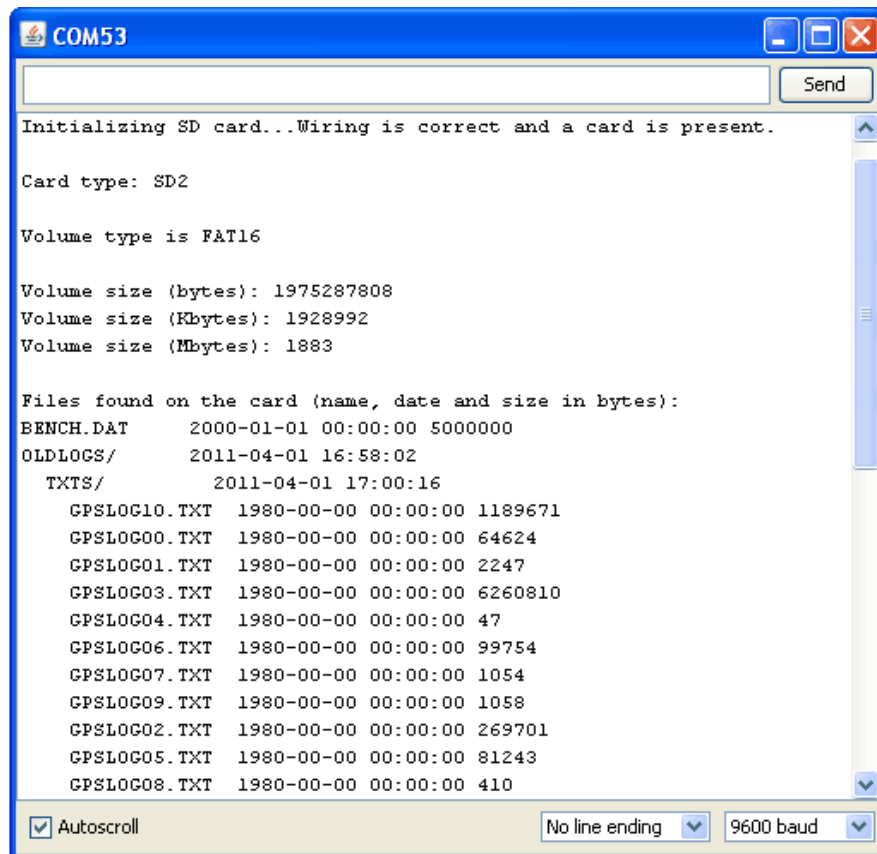 COM53
Send
Initializing SD card...Wiring is correct and a card is present.
Card type: SD2
Volume type is FAT16
Volume size (bytes): 1975287808
Volume size (Kbytes): 1928992
Volume size (Mbytes): 1883
Files found on the card (name, date and size in bytes):
BENCH.DAT 2000-01-01 00:00:00 5000000
OLDLOGS/ 2011-04-01 16:58:02
TXTS/ 2011-04-01 17:00:16
GPSLOG10.TXT 1980-00-00 00:00:00 1189671
GPSLOG00.TXT 1980-00-00 00:00:00 64624
GPSLOG01.TXT 1980-00-00 00:00:00 2247
GPSLOG03.TXT 1980-00-00 00:00:00 6260810
GPSLOG04.TXT 1980-00-00 00:00:00 47
GPSLOG06.TXT 1980-00-00 00:00:00 99754
GPSLOG07.TXT 1980-00-00 00:00:00 1054
GPSLOG09.TXT 1980-00-00 00:00:00 1058
GPSLOG02.TXT 1980-00-00 00:00:00 269701
GPSLOG05.TXT 1980-00-00 00:00:00 81243
GPSLOG08.TXT 1980-00-00 00:00:00 410
Autoscroll No line ending 9600 baud